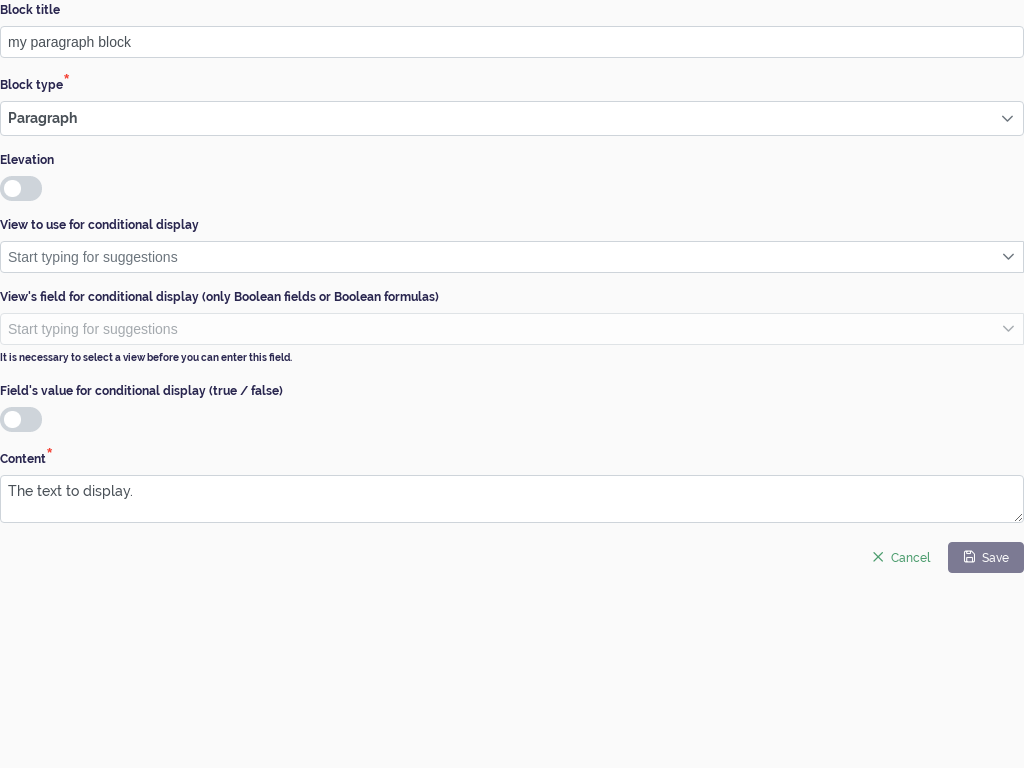 Block title
my paragraph block
Block type*
Paragraph
Elevation
View to use for conditional display
Start typing for suggestions
View's field for conditional display (only Boolean fields or Boolean formulas)
Start typing for suggestions
It is necessary to select a view before you can enter this field.
Field's value for conditional display (true / false)
Content*
The text to display.
Cancel Save